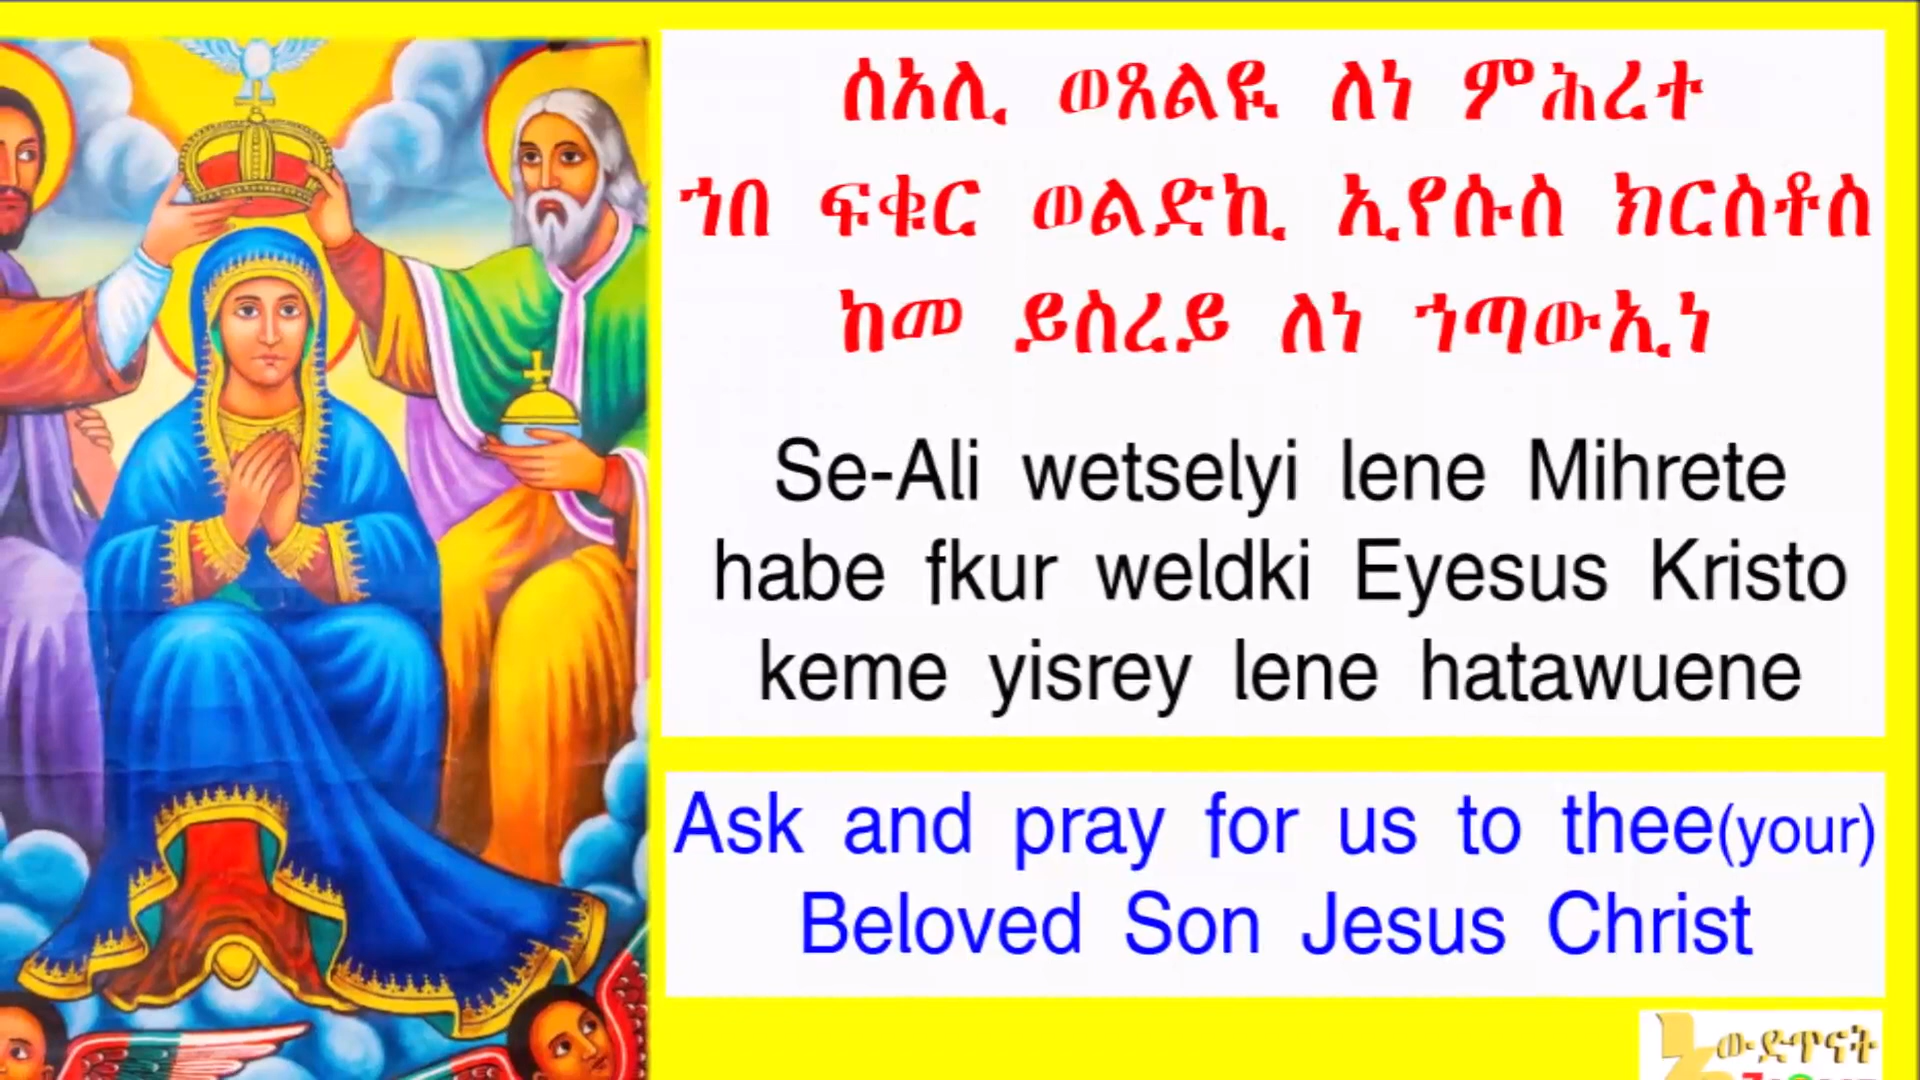 ሰአሊ ወጸልዪ ለነ ምሕረተ
ኀበ ፍቁር ወልድኪ ኢየሱስ ክርስቶስ
ከመ ይስረይ ለነ ኀጣውኢነ
Se-Ali wetselyi lene Mihrete
habe fkur weldki Eyesus Kristo
keme yisrey lene hatawuene
Ask and pray for us to thee(your)
Beloved Son Jesus Christ
ውድጥናት